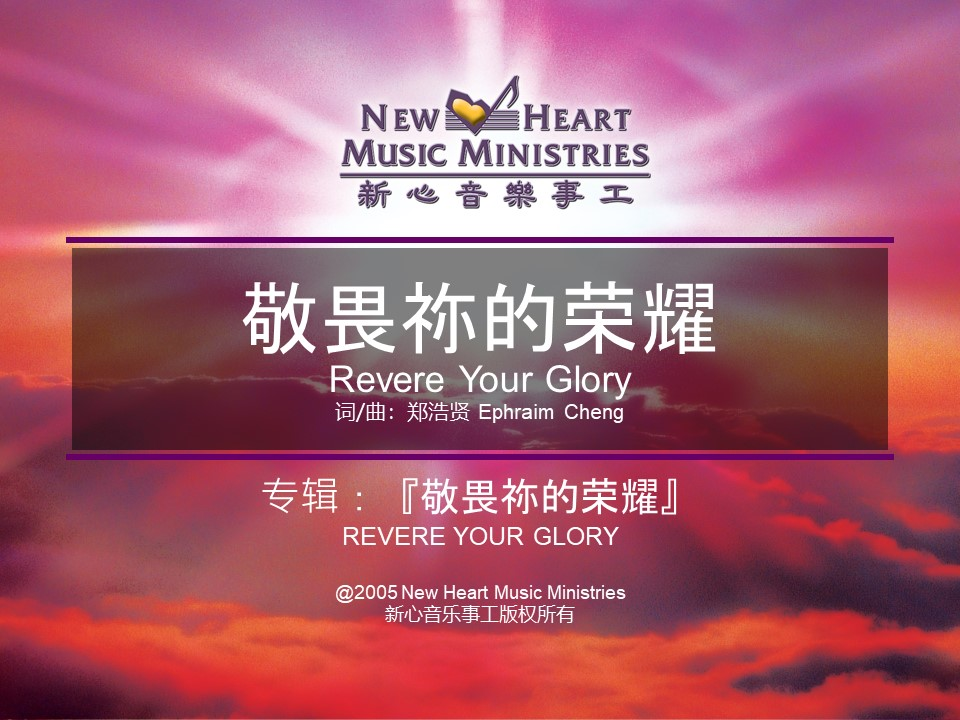 NEW HEART
MUSIC MINISTRIES
新心音樂事工
敬畏祢的荣耀
Revere Your Glory
词/曲：郑浩贤 Ephraim Cheng
专辑：『敬畏祢的荣耀』
REVERE YOUR GLORY
@2005 New Heart Music Ministries
新心音乐事工版权所有